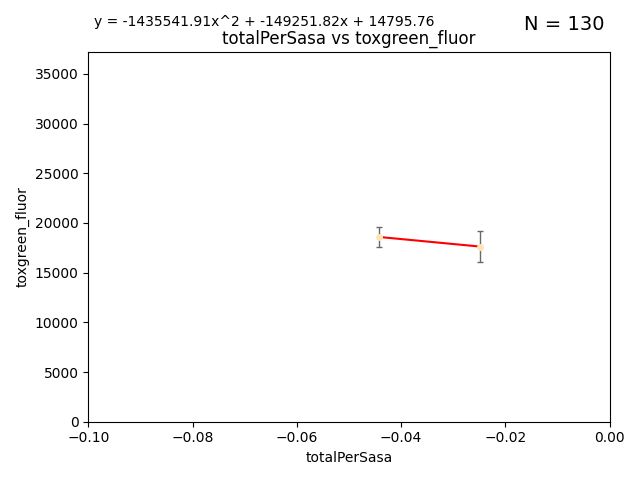 y = -1435541.91x^2 + -149251.82x + 14795.76
N = 130
totalPerSasa vs toxgreen_fluor
35000
30000
25000
20000
15000
10000
5000
0
toxgreen_fluor
−0.10 −0.08 −0.06 −0.04 −0.02 0.00
totalPerSasa